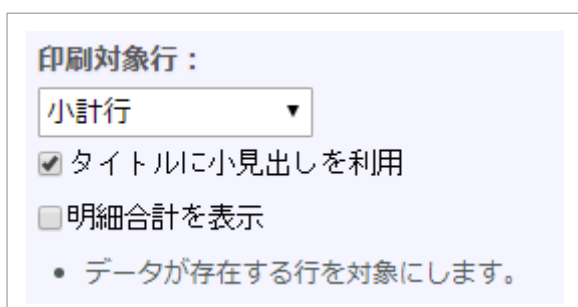 印刷対象行：
小計行
タイトルに小見出しを利用
明細合計を表示
データが存在する行を対象にします。